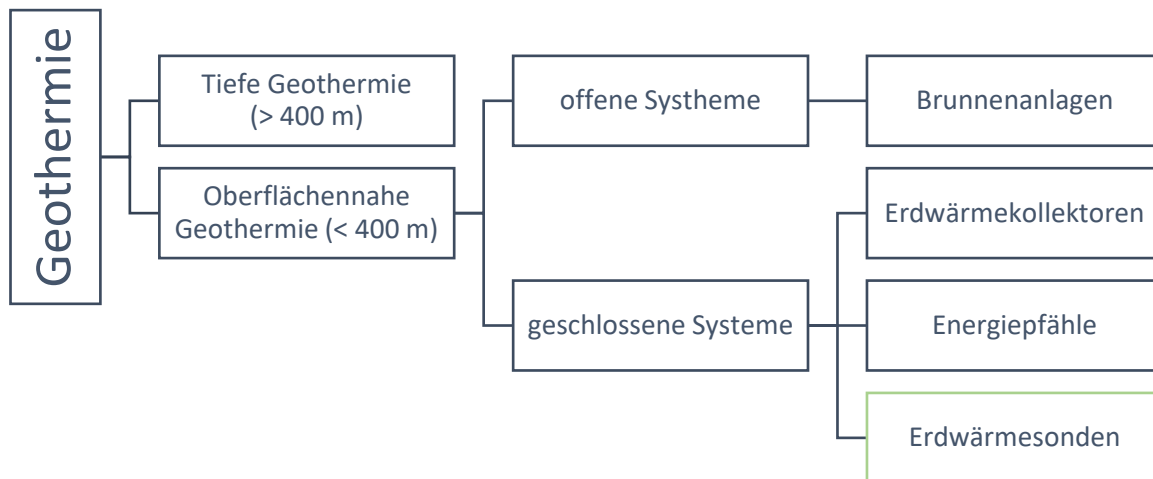 Geothermie
Tiefe Geothermie
(> 400 m)
Oberflächennahe
Geothermie (< 400 m)
offene Systheme
geschlossene Systeme
Brunnenanlagen
Erdwärmekollektoren
Energiepfähle
Erdwärmesonden